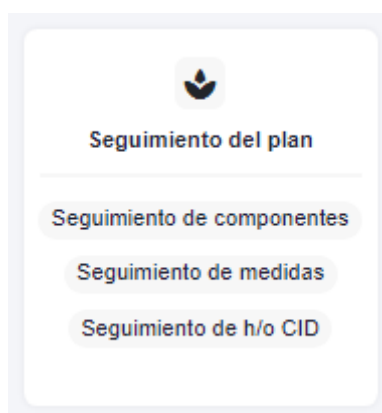 Seguimiento del plan
Seguimiento de componentes
Seguimiento de medidas
Seguimiento de h/o CID